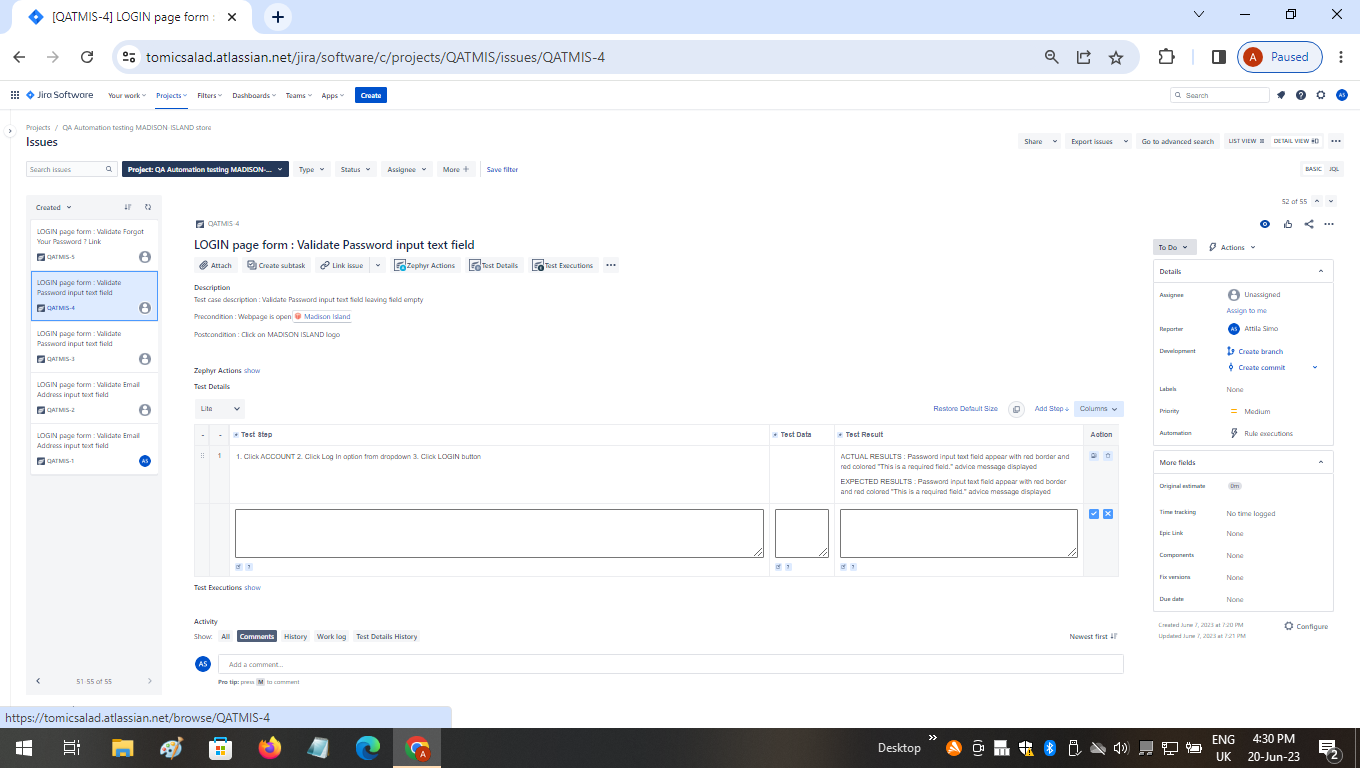 [QATMIS-4] LOGIN page form :
tomicsalad.atlassian.net/jira/software/c/projects/QATMIS/issues/QATMIS-4
A Paused
Jira Software Your work Projects Filters Dashboards Teams Apps Create Search AS
Projects / QA Automation testing MADISON ISLAND store
Issues
Share Export issues Go to advanced search LIST VIEW DETAIL VIEW
Search issues Project: QA Automation testing MADISON-... Type Status Assignee More + Save filter BASIC JQL
Created
52 of 55
LOGIN page form : Validate Forgot
Your Password ? Link
QATMIS-5
LOGIN page form : Validate
Password input text field
QATMIS-4
LOGIN page form : Validate
Password input text field
QATMIS-3
LOGIN page form : Validate Email
Address input text field
QATMIS-2
LOGIN page form : Validate Email
Address input text field
QATMIS-1 AS
51-55 of 55
QATMIS-4
LOGIN page form : Validate Password input text field
Attach Create subtask Link issue Zephyr Actions Test Details Test Executions
Description
Test case description : Validate Password input text field leaving field empty
Precondition : Webpage is open Madison Island
Postcondition : Click on MADISON ISLAND logo
Zephyr Actions show
Test Details
Lite Restore Default Size Add Step Columns
- - Test Step Test Data Test Result Action
1 1. Click ACCOUNT 2. Click Log In option from dropdown 3. Click LOGIN button
ACTUAL RESULTS : Password input text field appear with red border and
red colored "This is a required field." advice message displayed
EXPECTED RESULTS : Password input text field appear with red border
and red colored "This is a required field." advice message displayed
? ? ?
Test Executions show
Activity
Show: All Comments History Work log Test Details History Newest first
AS Add a comment...
Pro tip: press M to comment
To Do Actions
Details
Assignee Unassigned
Assign to me
Reporter AS Attila Simo
Development Create branch
Create commit
Labels None
Priority Medium
Automation Rule executions
More fields
Original estimate 0m
Time tracking No time logged
Epic Link None
Components None
Fix versions None
Due date None
Created June 7, 2023 at 7:20 PM
Updated June 7, 2023 at 7:21 PM
Configure
https://tomicsalad.atlassian.net/browse/QATMIS-4
A
Desktop
ENG
UK
4:30 PM
20-Jun-23
2